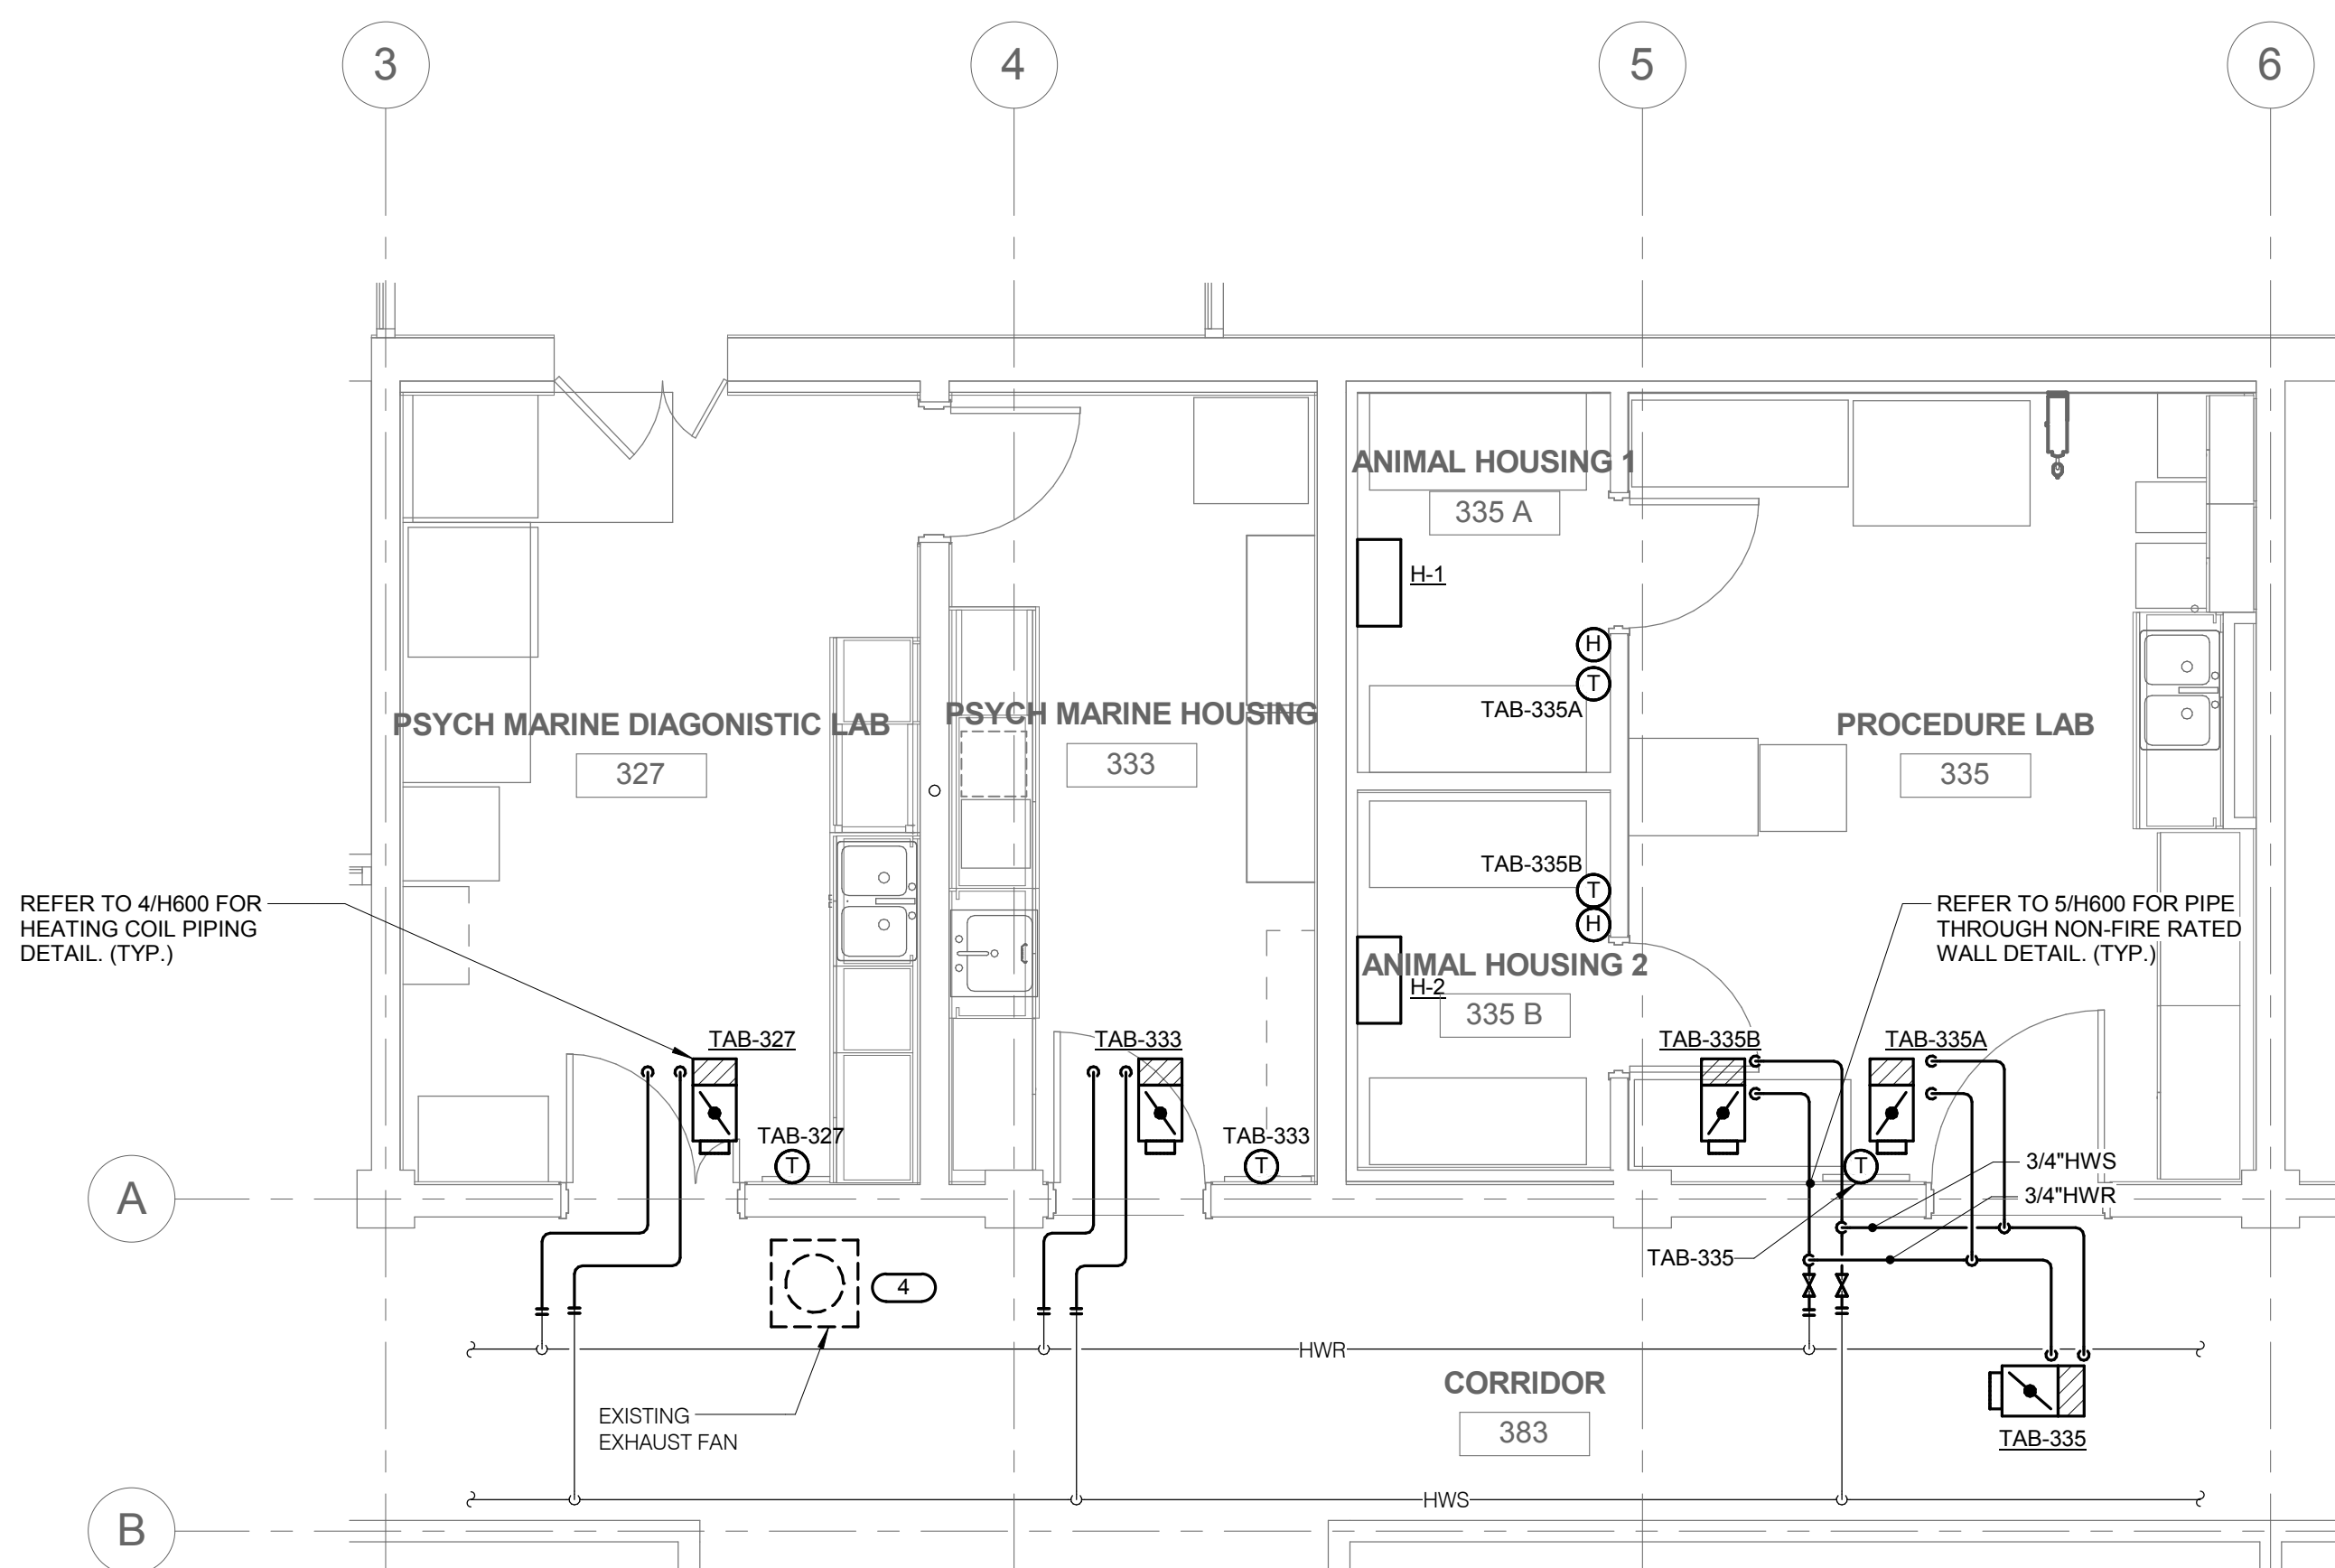 3
4
5
6
ANIMAL HOUSING 1
335 A
H-1
H
T
TAB-335A
PSYCH MARINE DIAGONISTIC LAB
327
PSYCH MARINE HOUSING
333
PROCEDURE LAB
335
TAB-335B
T
H
REFER TO 4/H600 FOR
HEATING COIL PIPING
DETAIL. (TYP.)
REFER TO 5/H600 FOR PIPE
THROUGH NON-FIRE RATED
WALL DETAIL. (TYP.)
ANIMAL HOUSING 2
H-2
335 B
TAB-327
TAB-333
TAB-335B
TAB-335A
TAB-327
T
TAB-333
T
T
3/4"HWS
3/4"HWR
A
TAB-335
4
HWR
CORRIDOR
383
EXISTING
EXHAUST FAN
TAB-335
HWS
B